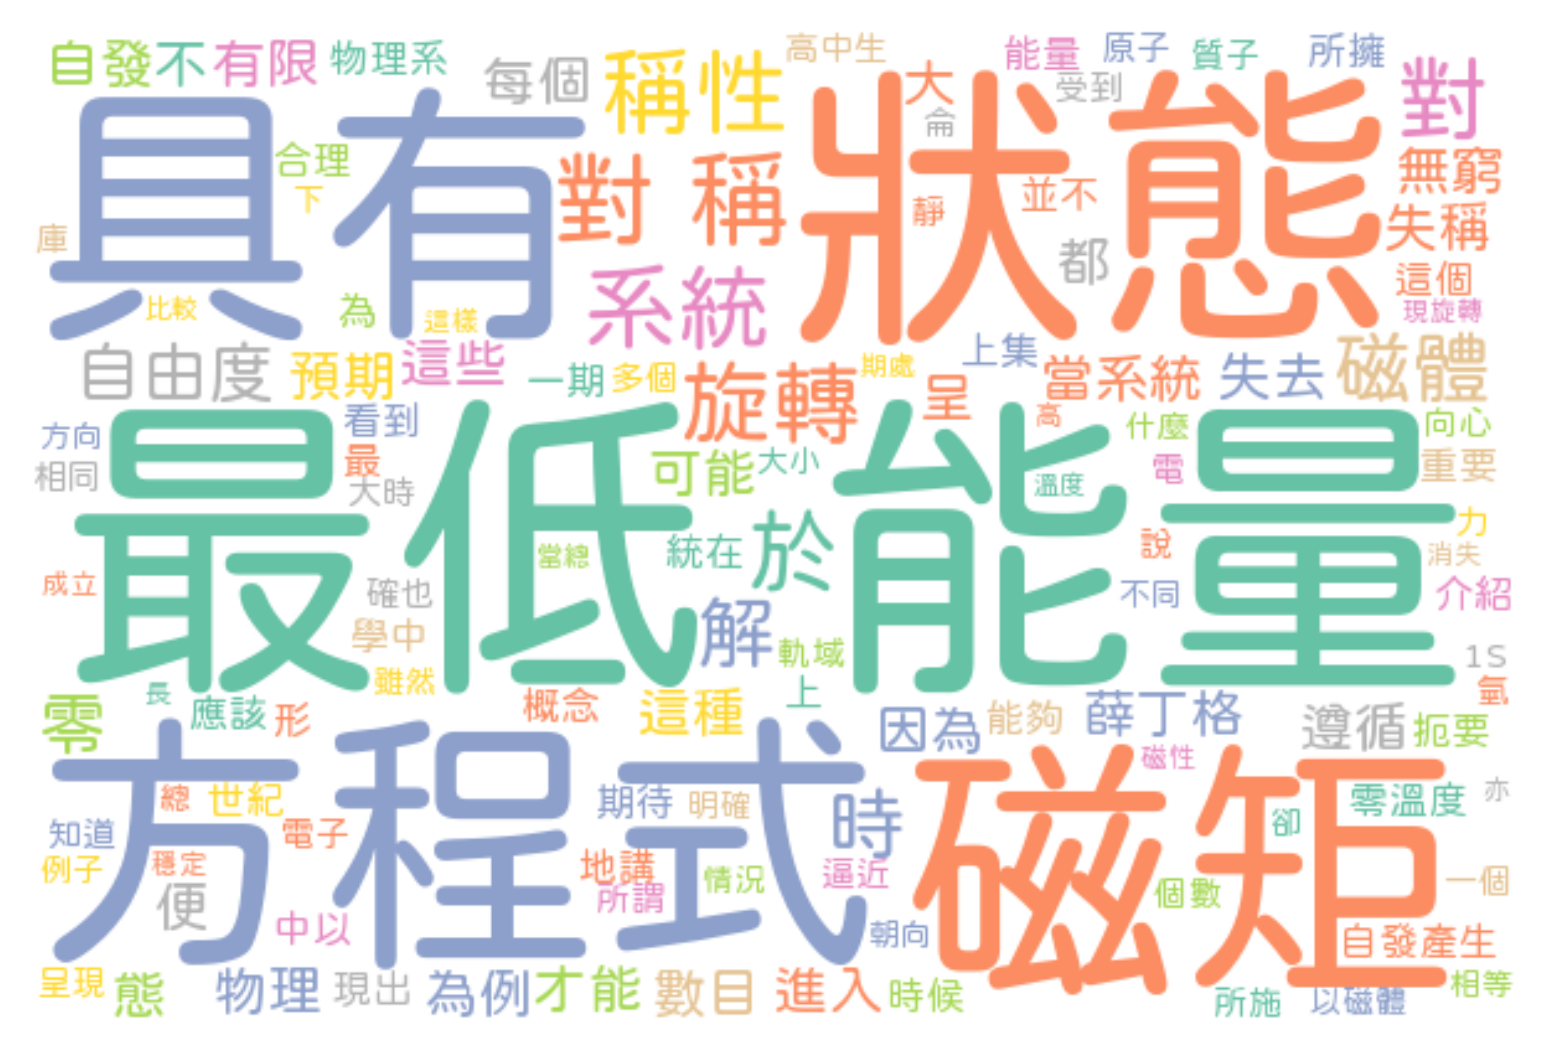 自發不 有限 物理系 每個 稱性 高中生 能量 原子 質子 所擁
大 受到 對
具有 狀態
侖 合理 對 稱 無窮
下 靜 並不 失稱
庫 都
比較 為 這樣 系統 這個 現旋轉
自由度 預期 這些 一期 多個 旋轉 期處 上集 當系統 失去 磁體
方向 看到 呈 高 什麼 向心
最低能量
相同 最 大時 可能 大小 溫度 電 重要
當總 統在 於 說 力 消失
成立 確也 不同 介紹
學中 解 軌域 1S
雖然 上 氫
零 長 應該 形 概念 這種 因為 能夠 薛丁格 遵循 扼要
方程式 磁矩
磁性
總 世紀 期待 明確 時 零溫度 亦
知道 電子 卻
例子 穩定 地講 情況 逼近 一個
便 所謂 個數
中以 朝向 自發產生
呈現 態 物理 現出 為例 才能 數目 進入 時候 所施 以磁體 相等